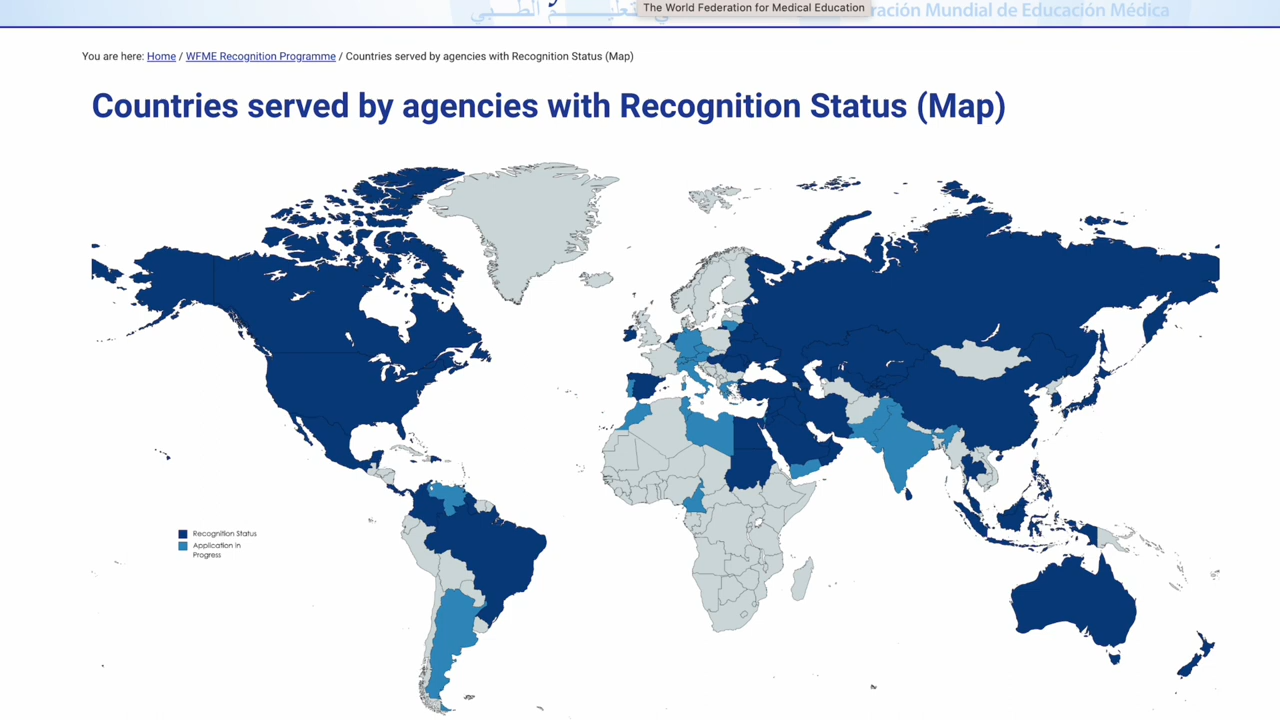 The World Federation for Medical Education
ración Mundial de Educación Médica
You are here: Home / WFME Recognition Programme / Countries served by agencies with Recognition Status (Map)
Countries served by agencies with Recognition Status (Map)
Recognition Status
Application in
Progress